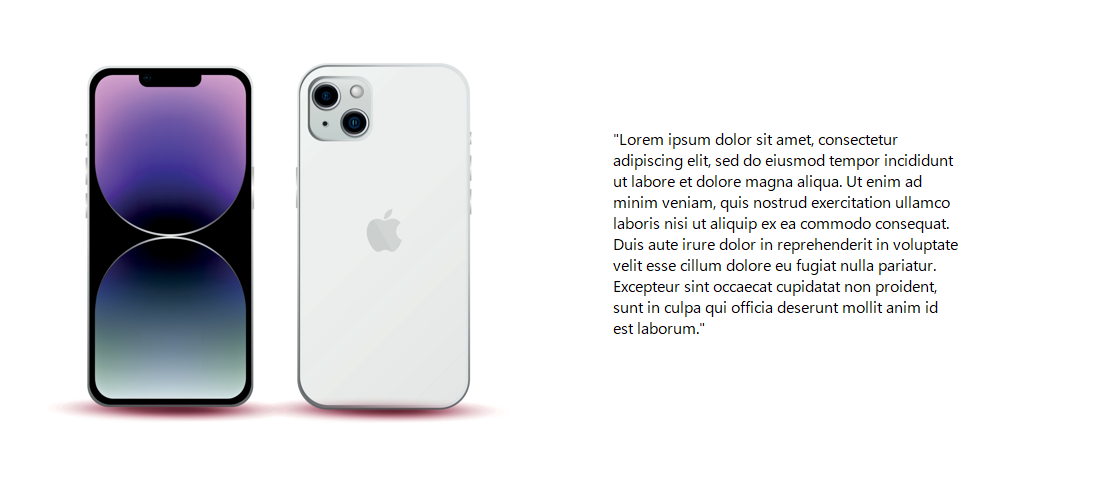 "Lorem ipsum dolor sit amet, consectetur
adipiscing elit, sed do eiusmod tempor incididunt
ut labore et dolore magna aliqua. Ut enim ad
minim veniam, quis nostrud exercitation ullamco
laboris nisi ut aliquip ex ea commodo consequat.
Duis aute irure dolor in reprehenderit in voluptate
velit esse cillum dolore eu fugiat nulla pariatur.
Excepteur sint occaecat cupidatat non proident,
sunt in culpa qui officia deserunt mollit anim id
est laborum."